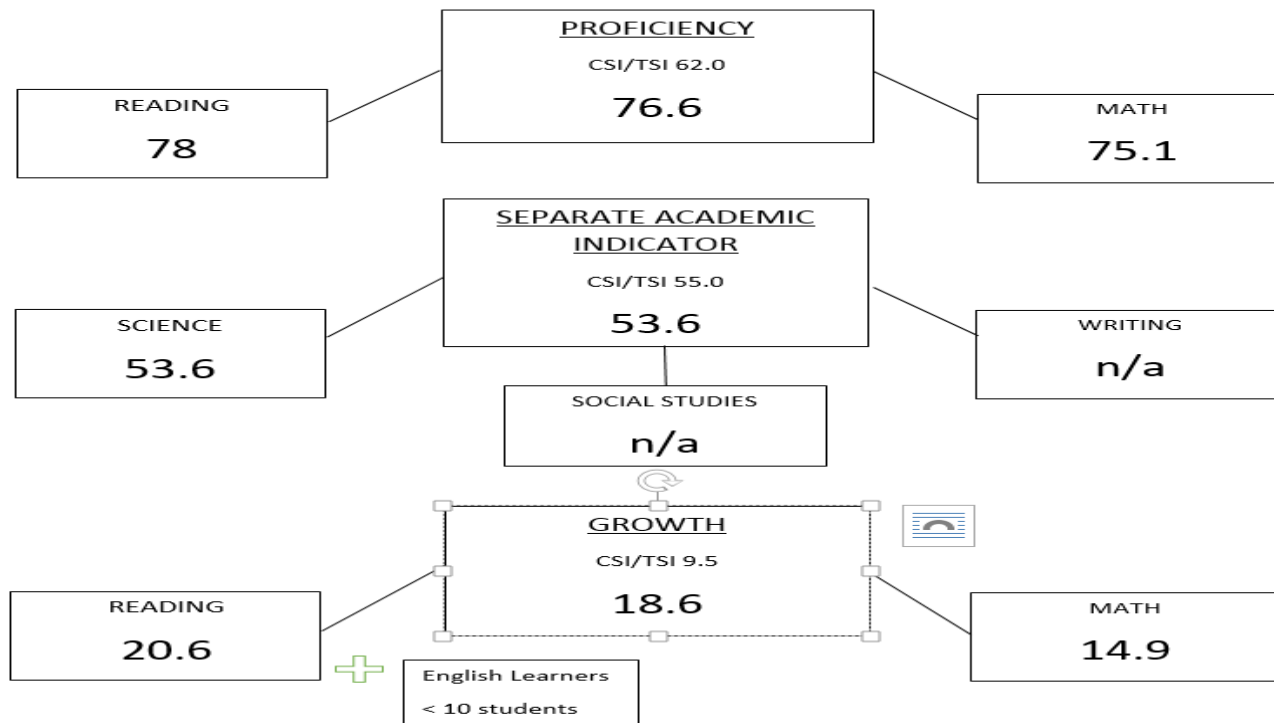 PROFICIENCY
CSI/TSI 62.0
76.6
READING
78
MATH
75.1
SEPARATE ACADEMIC
INDICATOR
CSI/TSI 55.0
53.6
SCIENCE
53.6
WRITING
n/a
SOCIAL STUDIES
n/a
GROWTH
CSI/TSI 9.5
18.6
READING
20.6
MATH
14.9
English Learners
< 10 students